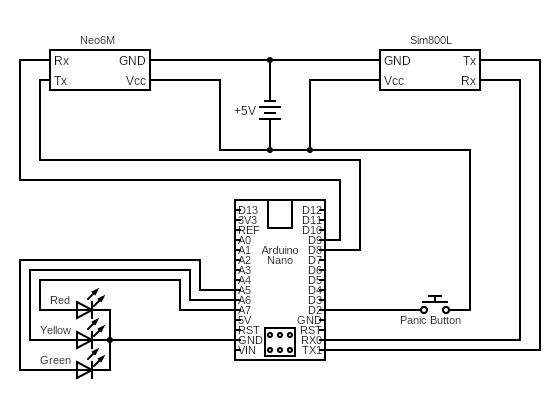 Neo6M
Sim800L
Rx GND
Tx Vcc
GND Tx
Vcc Rx
+5V
D13 D12
3V3 D11
REF D10
A0 D9
A1 D8
A2 D7
A3 D6
A4 D5
A5 D4
A6 D3
A7 D2
5V GND
RST RST
GND RX0
VIN TX1
Arduino
Nano
Red
Yellow
Green
Panic Button